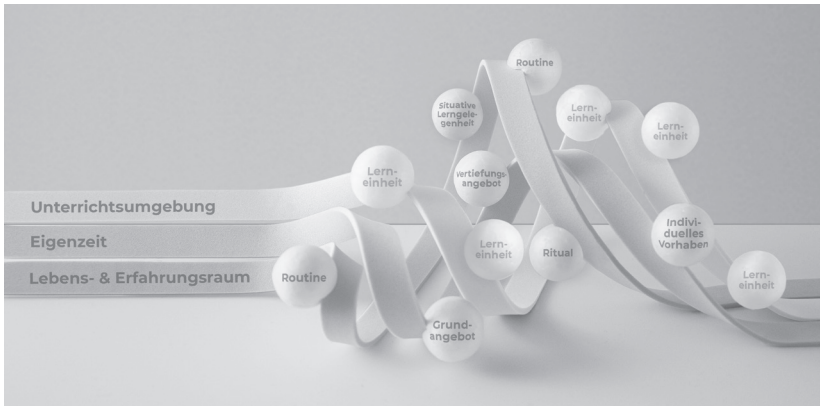 Routine
Situative
Lerngele-
genheit
Lern-
einheit
Lern-
einheit
Lern-
einheit
Vertiefungs-
angebot
Unterrichtsumgebung
Eigenzeit
Lebens- & Erfahrungsraum
Routine
Lern-
einheit
Ritual
Indivi-
duelles
Vorhaben
Lern-
einheit
Grund-
angebot